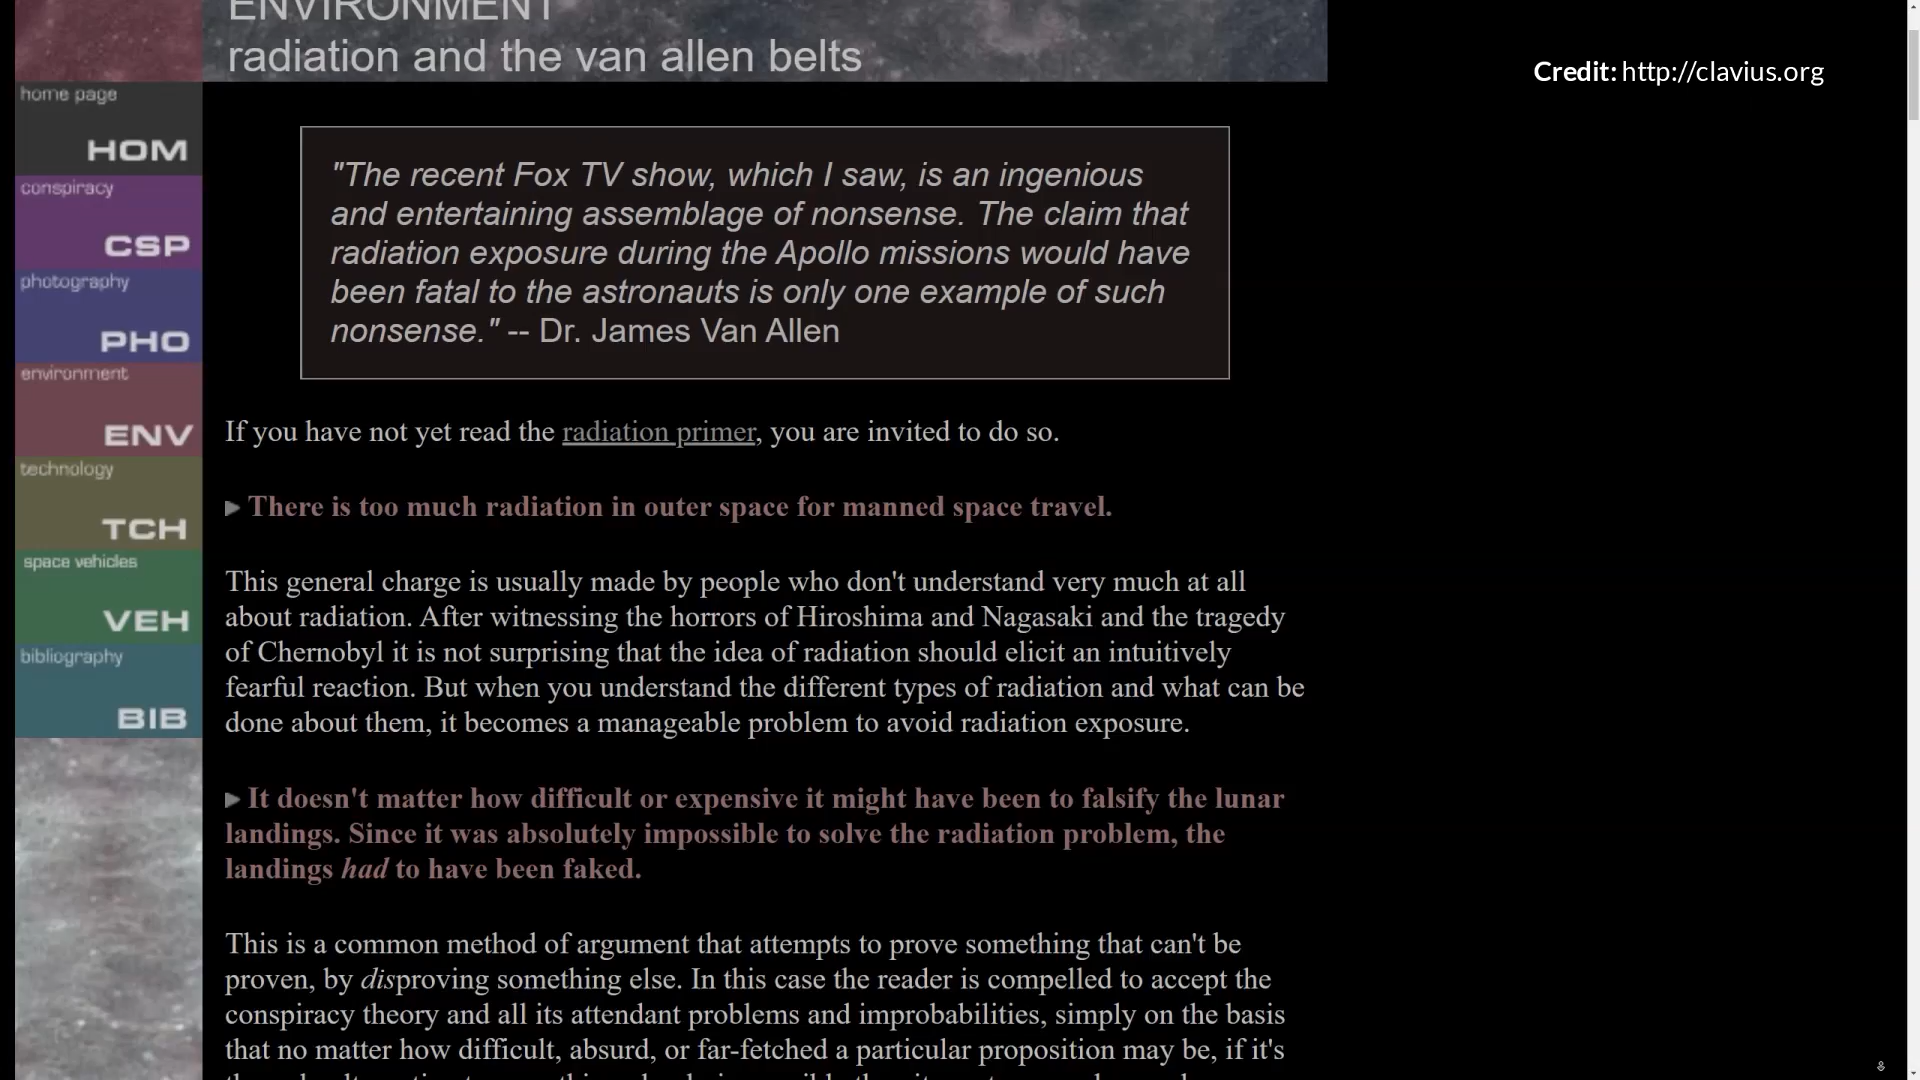 ENVIRONMENT
radiation and the van allen belts
Credit: http://clavius.org
home page
HOM
conspiracy
CSP
photography
PHO
environment
ENV
technology
TCH
space vehicles
VEH
bibliography
BIB
"The recent Fox TV show, which I saw, is an ingenious
and entertaining assemblage of nonsense. The claim that
radiation exposure during the Apollo missions would have
been fatal to the astronauts is only one example of such
nonsense." -- Dr. James Van Allen
If you have not yet read the radiation primer, you are invited to do so.
There is too much radiation in outer space for manned space travel.
This general charge is usually made by people who don't understand very much at all
about radiation. After witnessing the horrors of Hiroshima and Nagasaki and the tragedy
of Chernobyl it is not surprising that the idea of radiation should elicit an intuitively
fearful reaction. But when you understand the different types of radiation and what can be
done about them, it becomes a manageable problem to avoid radiation exposure.
It doesn't matter how difficult or expensive it might have been to falsify the lunar
landings. Since it was absolutely impossible to solve the radiation problem, the
landings had to have been faked.
This is a common method of argument that attempts to prove something that can't be
proven, by disproving something else. In this case the reader is compelled to accept the
conspiracy theory and all its attendant problems and improbabilities, simply on the basis
that no matter how difficult, absurd, or far-fetched a particular proposition may be, if it's